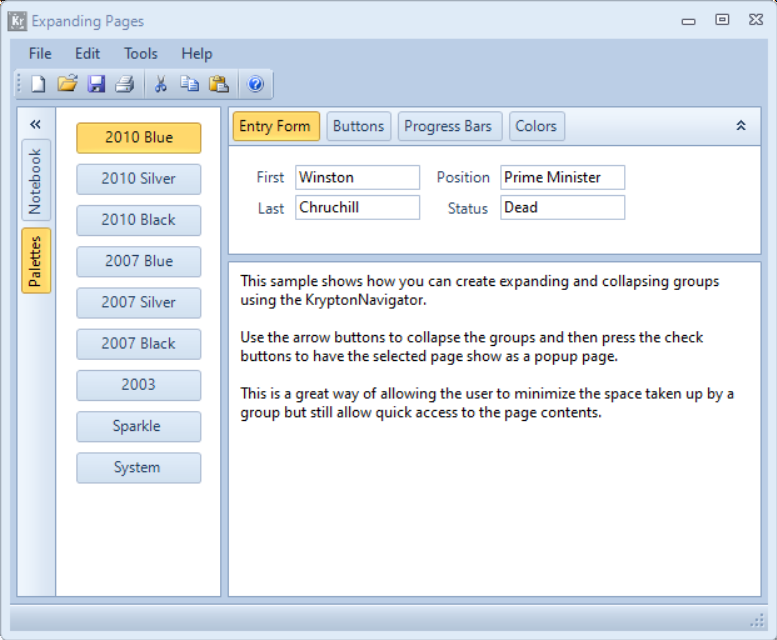 Kr Expanding Pages
File Edit Tools Help
«
Notebook
Palettes
2010 Blue
2010 Silver
2010 Black
2007 Blue
2007 Silver
2007 Black
2003
Sparkle
System
Entry Form Buttons Progress Bars Colors
First Winston Position Prime Minister
Last Chruchill Status Dead
This sample shows how you can create expanding and collapsing groups
using the KryptonNavigator.
Use the arrow buttons to collapse the groups and then press the check
buttons to have the selected page show as a popup page.
This is a great way of allowing the user to minimize the space taken up by a
group but still allow quick access to the page contents.